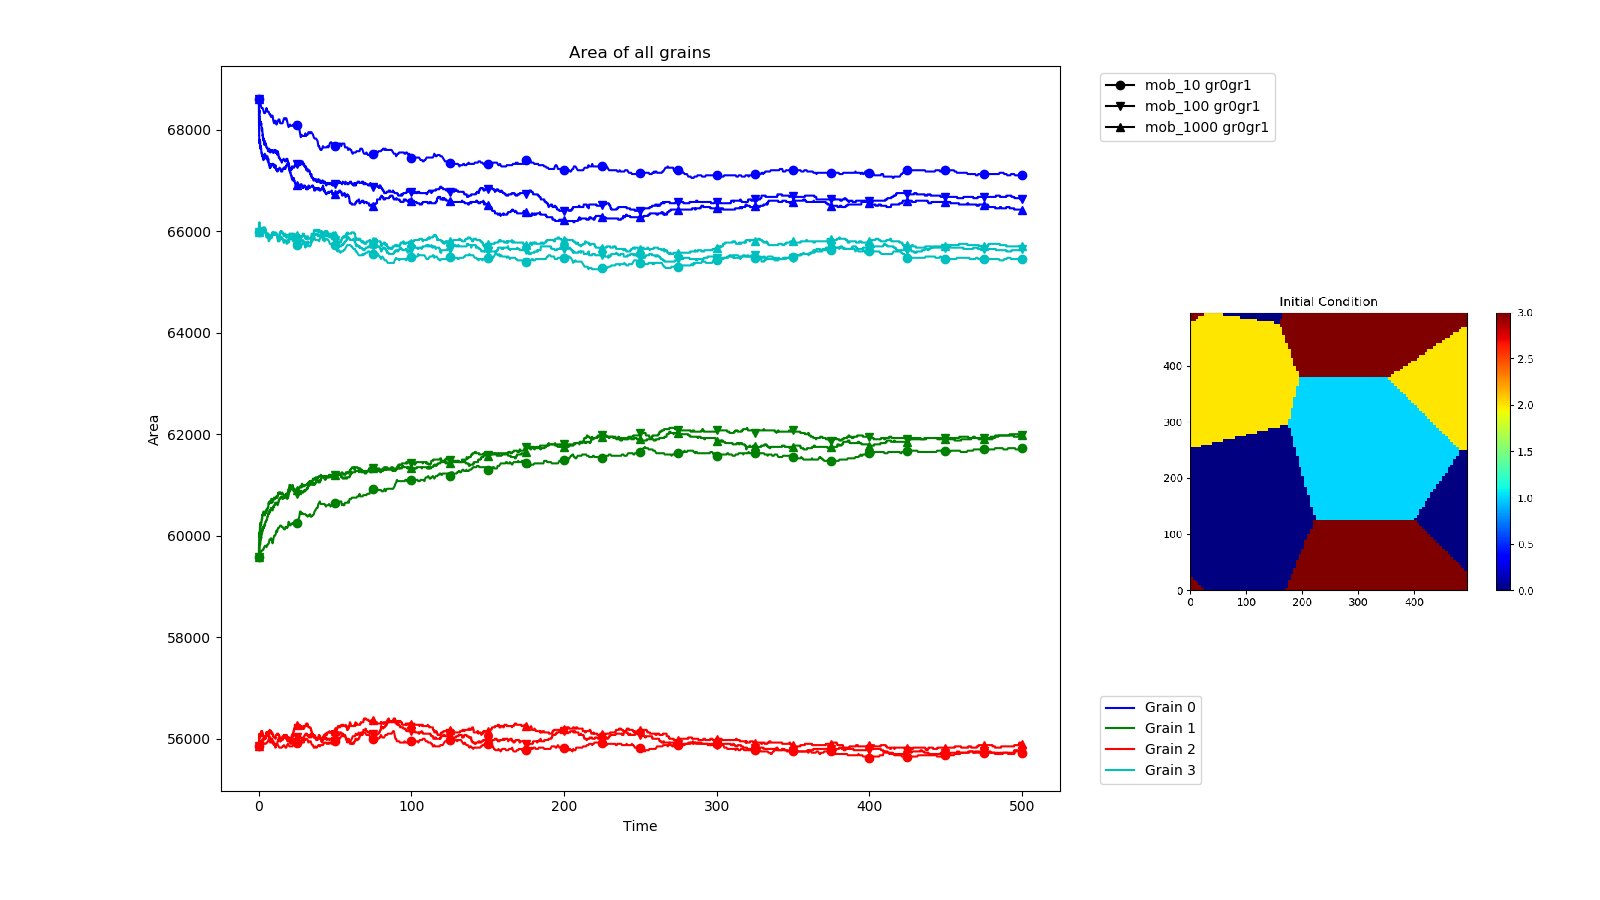 Area of all grains
68000
66000
64000
62000
60000
58000
56000
Area
0 100 200 300 400 500
Time
mob_10 gr0gr1
mob_100 gr0gr1
mob_1000 gr0gr1
Initial Condition
400
300
200
100
0
0 100 200 300 400
3.0
2.5
2.0
1.5
1.0
0.5
0.0
Grain 0
Grain 1
Grain 2
Grain 3